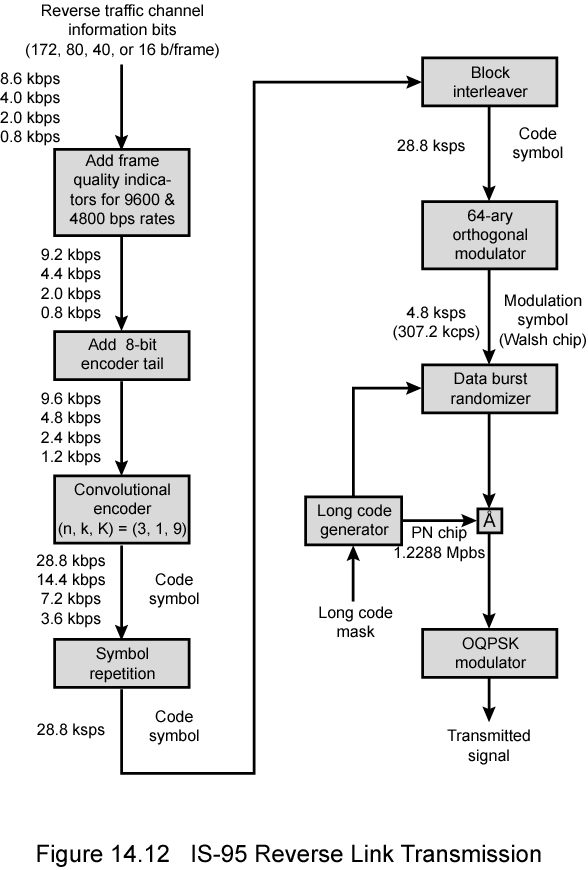 Reverse traffic channel
information bits
(172, 80, 40, or 16 b/frame)
8.6 kbps
4.0 kbps
2.0 kbps
0.8 kbps
Add frame
quality indica-
tors for 9600 &
4800 bps rates
9.2 kbps
4.4 kbps
2.0 kbps
0.8 kbps
Add 8-bit
encoder tail
9.6 kbps
4.8 kbps
2.4 kbps
1.2 kbps
Convolutional
encoder
(n, k, K) = (3, 1, 9)
28.8 kbps
14.4 kbps
7.2 kbps
3.6 kbps
Code
symbol
Symbol
repetition
28.8 ksps
Code
symbol
Block
interleaver
28.8 ksps
Code
symbol
64-ary
orthogonal
modulator
4.8 ksps
(307.2 kcps)
Modulation
symbol
(Walsh chip)
Data burst
randomizer
Long code
generator
PN chip
1.2288 Mpbs
Å
Long code
mask
OQPSK
modulator
Transmitted
signal
Figure 14.12 IS-95 Reverse Link Transmission